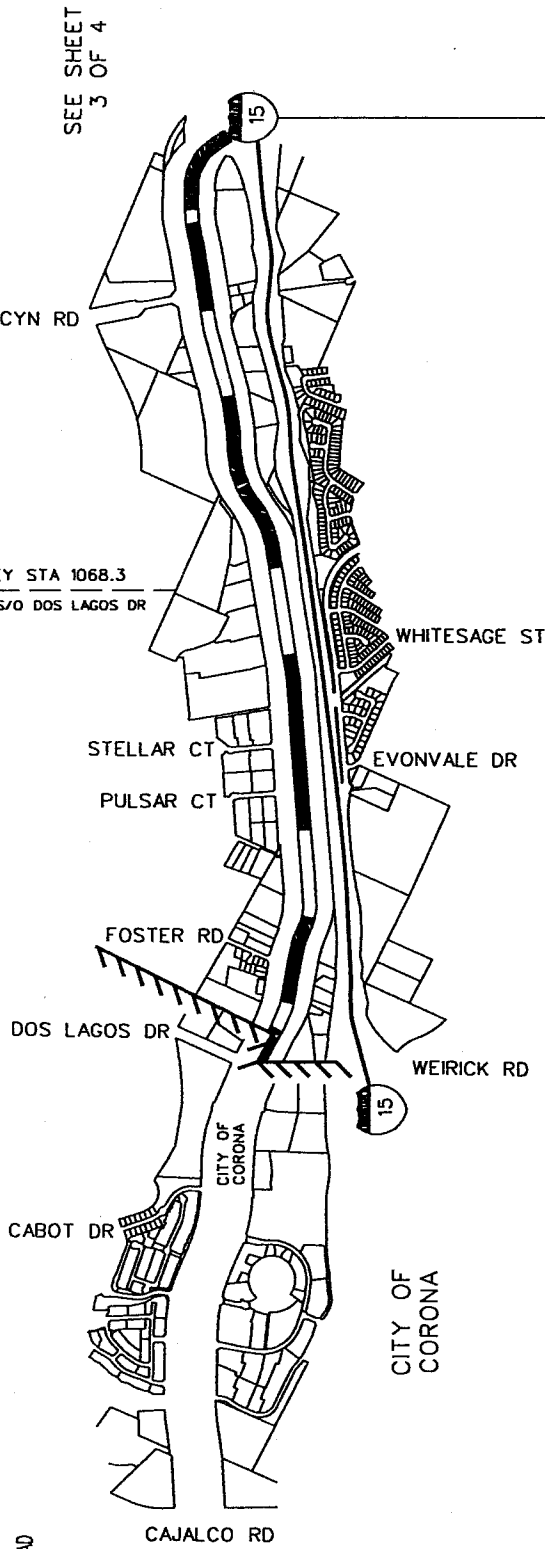 SEE SHEET
3 OF 4
15
CYN RD
EY STA 1068.3
S/O DOS LAGOS DR
WHITESAGE ST
STELLAR CT
EVONVALE DR
PULSAR CT
FOSTER RD
DOS LAGOS DR
WEIRICK RD
15
CITY OF
CORONA
CABOT DR
CITY OF
CORONA
AD
CAJALCO RD